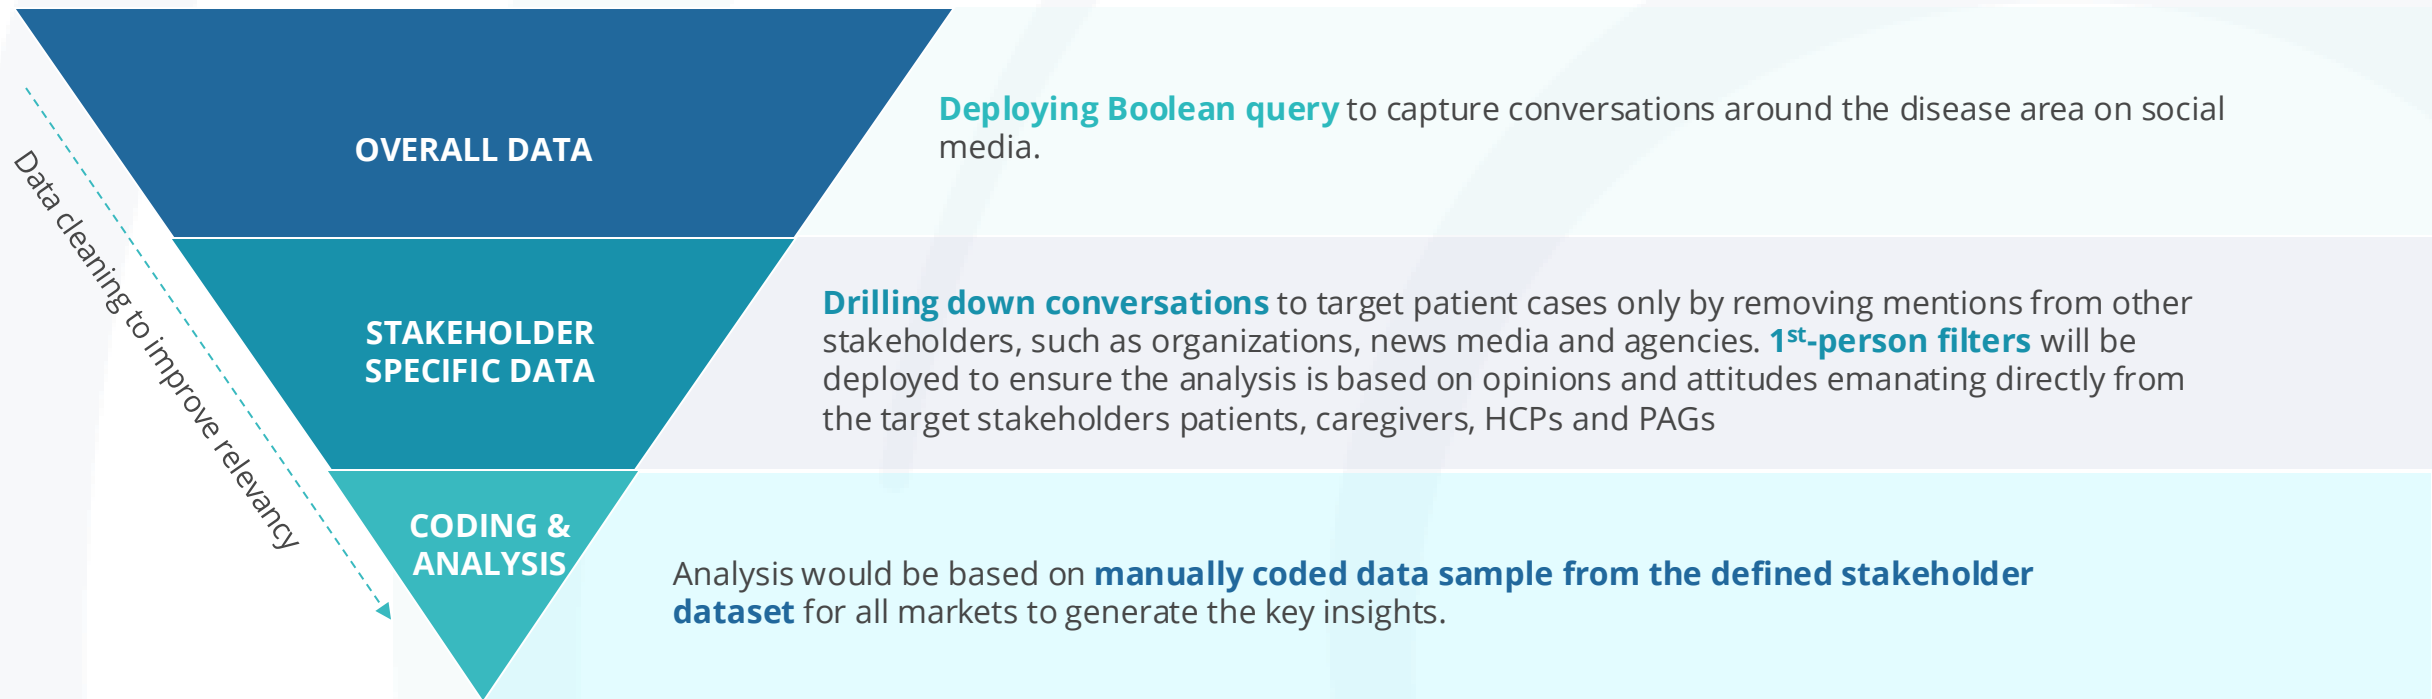 OVERALL DATA
Deploying Boolean query to capture conversations around the disease area on social
media.
Data cleaning to improve relevancy
STAKEHOLDER
SPECIFIC DATA
Drilling down conversations to target patient cases only by removing mentions from other
stakeholders, such as organizations, news media and agencies. 1st-person filters will be
deployed to ensure the analysis is based on opinions and attitudes emanating directly from
the target stakeholders patients, caregivers, HCPs and PAGs
CODING &
ANALYSIS
Analysis would be based on manually coded data sample from the defined stakeholder
dataset for all markets to generate the key insights.